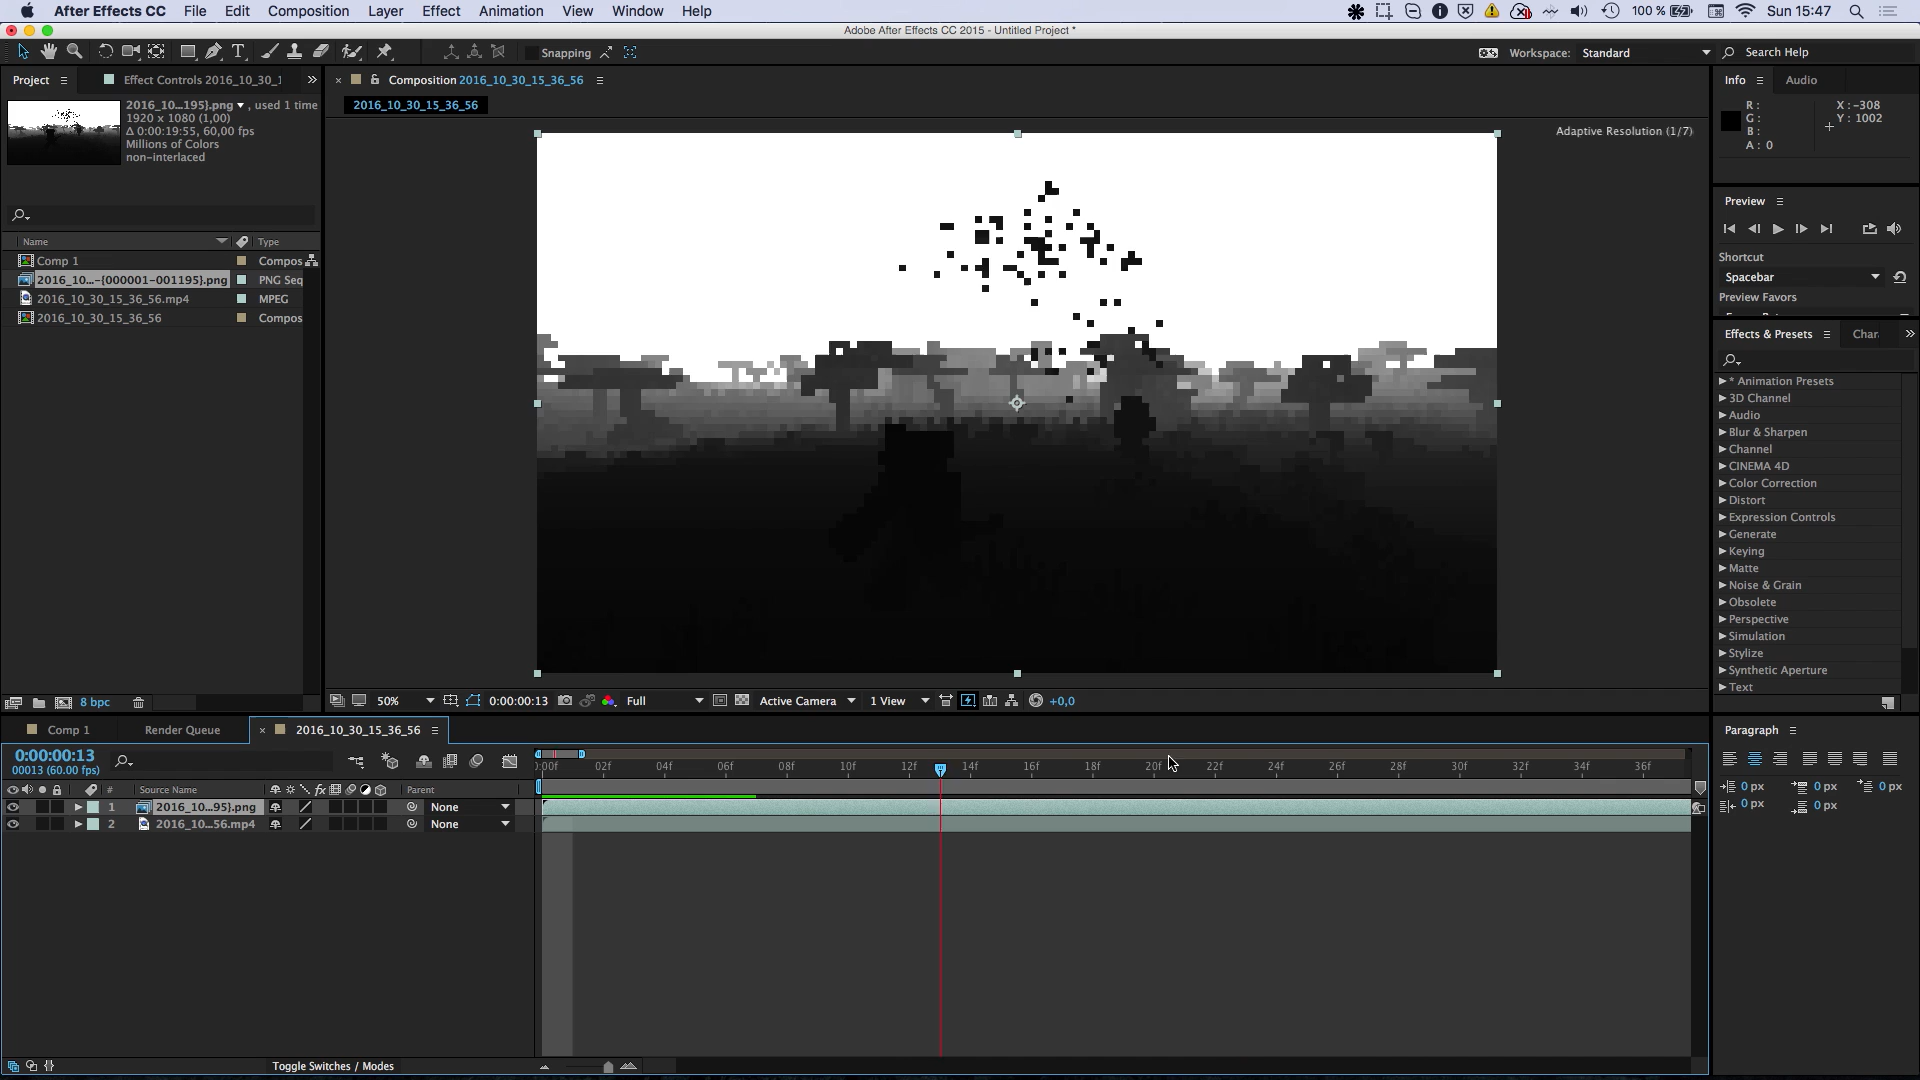 After Effects CC File Edit Composition Layer Effect Animation View Window Help 100 % Sun 15:47
Adobe After Effects CC 2015 - Untitled Project *
Snapping Workspace: Standard Search Help
Project Effect Controls 2016_10_30_1
Composition 2016_10_30_15_36_56
Info Audio
2016_10_30_15_36_56
2016_10...195}.png , used 1 time
1920 x 1080 (1,00)
Δ 0:00:19:55, 60,00 fps
Millions of Colors
non-interlaced
Adaptive Resolution (1/7)
R :
G :
B :
A : 0
X : -308
Y : 1002
Preview
Shortcut
Spacebar
Preview Favors
Name Type
Comp 1 Compos
2016_10...-{000001-001195}.png PNG Seq
2016_10_30_15_36_56.mp4 MPEG
2016_10_30_15_36_56 Compos
Effects & Presets Char
* Animation Presets
3D Channel
Audio
Blur & Sharpen
Channel
CINEMA 4D
Color Correction
Distort
Expression Controls
Generate
Keying
Matte
Noise & Grain
Obsolete
Perspective
Simulation
Stylize
Synthetic Aperture
Text
8 bpc
50% 0:00:00:13 Full Active Camera 1 View +0,0
Comp 1 Render Queue 2016_10_30_15_36_56
Paragraph
0:00:00:13
00013 (60.00 fps)
:00f 02f 04f 06f 08f 10f 12f 14f 16f 18f 20f 22f 24f 26f 28f 30f 32f 34f 36f
# Source Name fx Parent
1 2016_10...95}.png None
2 2016_10...56.mp4 None
0 px 0 px 0 px
0 px 0 px
Toggle Switches / Modes